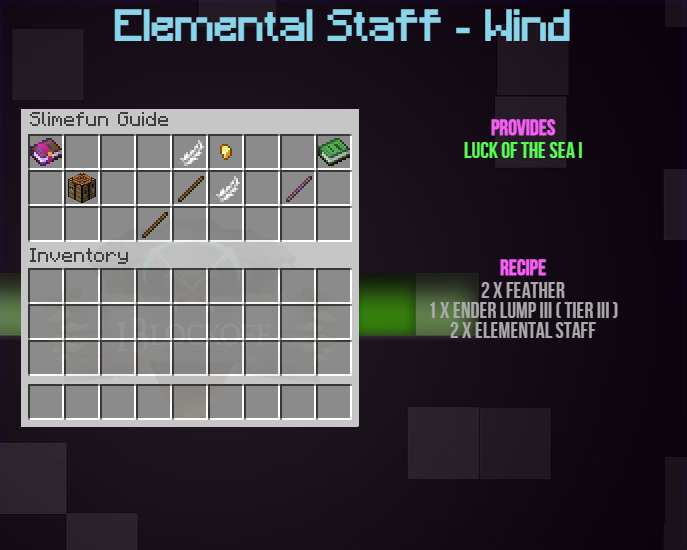 Elemental Staff - Wind
Slimefun Guide
PROVIDES
LUCK OF THE SEA I
Inventory
RECIPE
2 X FEATHER
1 X ENDER LUMP III ( TIER III )
2 X ELEMENTAL STAFF